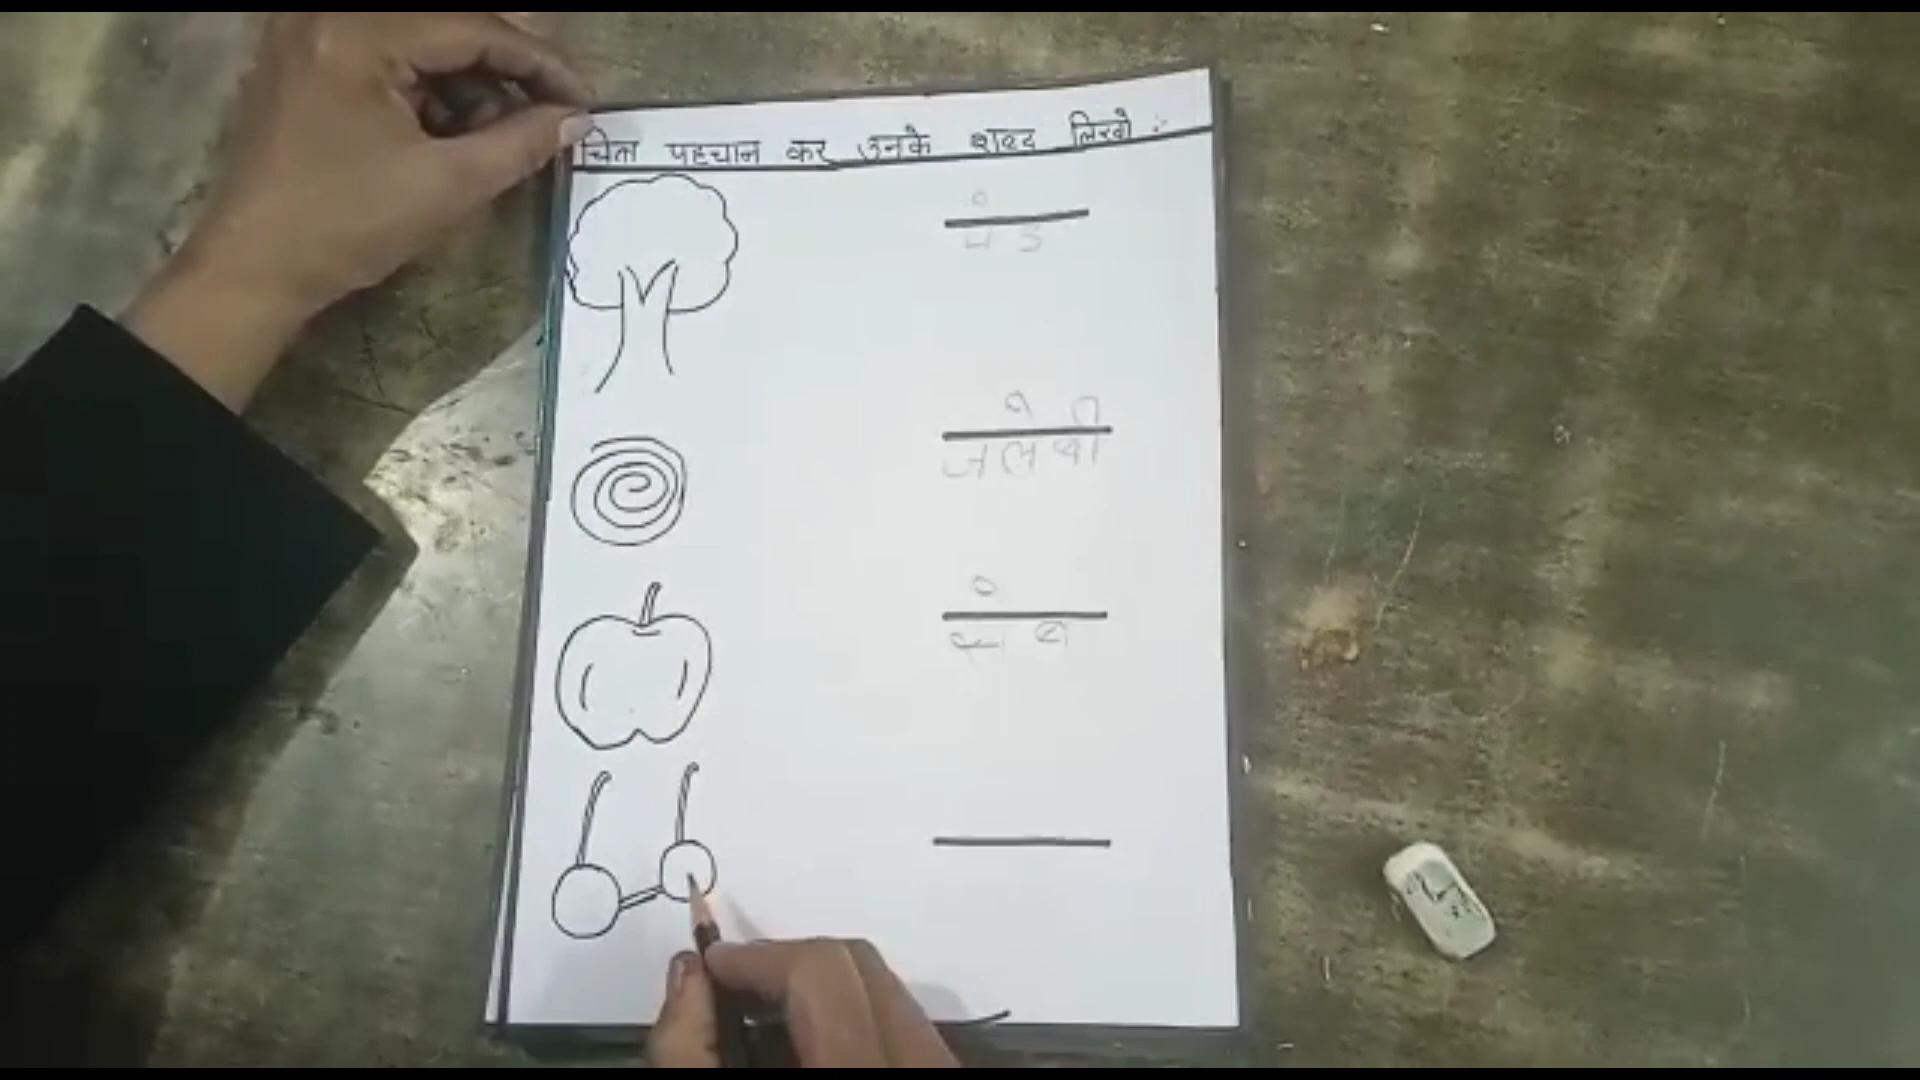 चित्र पहचान कर उनके शब्द लिखो :-
पेड
जलेबी
सेब